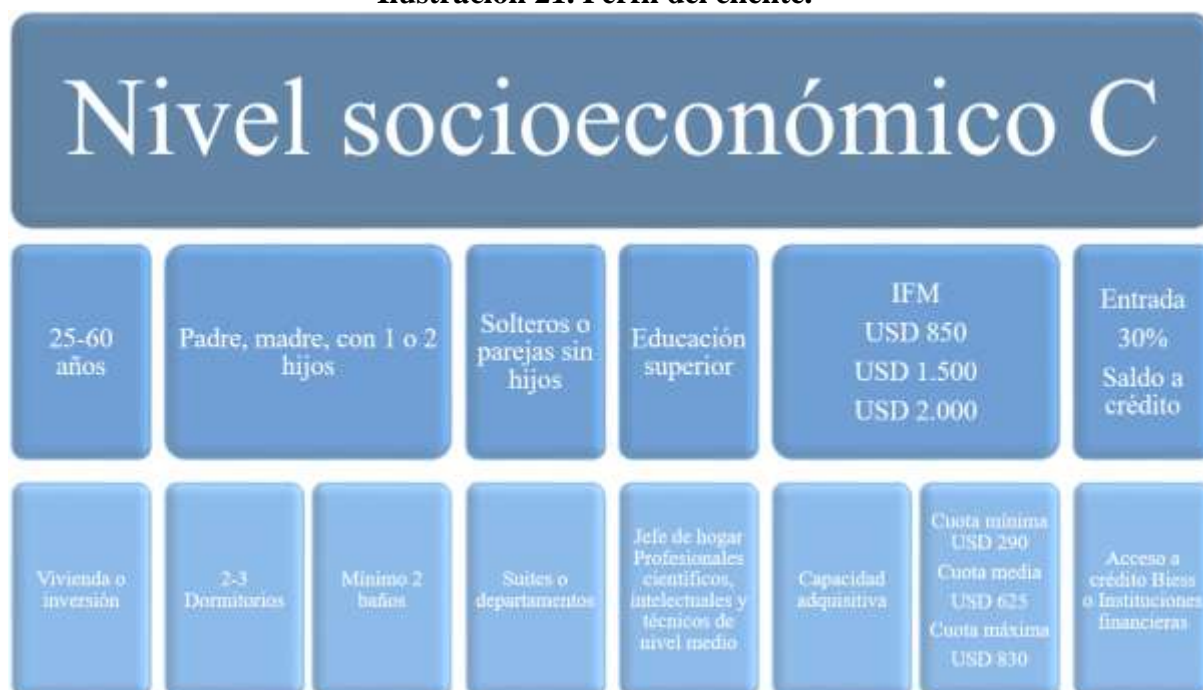 Ilustración 21. Perfil del cliente.
Nivel socioeconómico C
25-60
años
Padre, madre, con 1 o 2
hijos
Solteros o
parejas sin
hijos
Educación
superior
IFM
USD 850
USD 1.500
USD 2.000
Entrada
30%
Saldo a
crédito
Vivienda o
inversión
2-3
Dormitorios
Mínimo 2
baños
Suites o
departamentos
Jefe de hogar
Profesionales
científicos,
intelectuales y
técnicos de
nivel medio
Capacidad
adquisitiva
Cuota mínima
USD 290
Cuota media
USD 625
Cuota máxima
USD 830
Acceso a
crédito Biess
o Instituciones
financieras